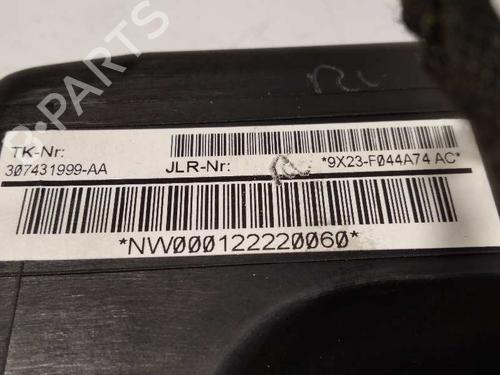 TK-Nr:
307431999-AA
JLR-Nr:
*9X23-F044A74 AC*
*NW000122220060*
B-PARTS